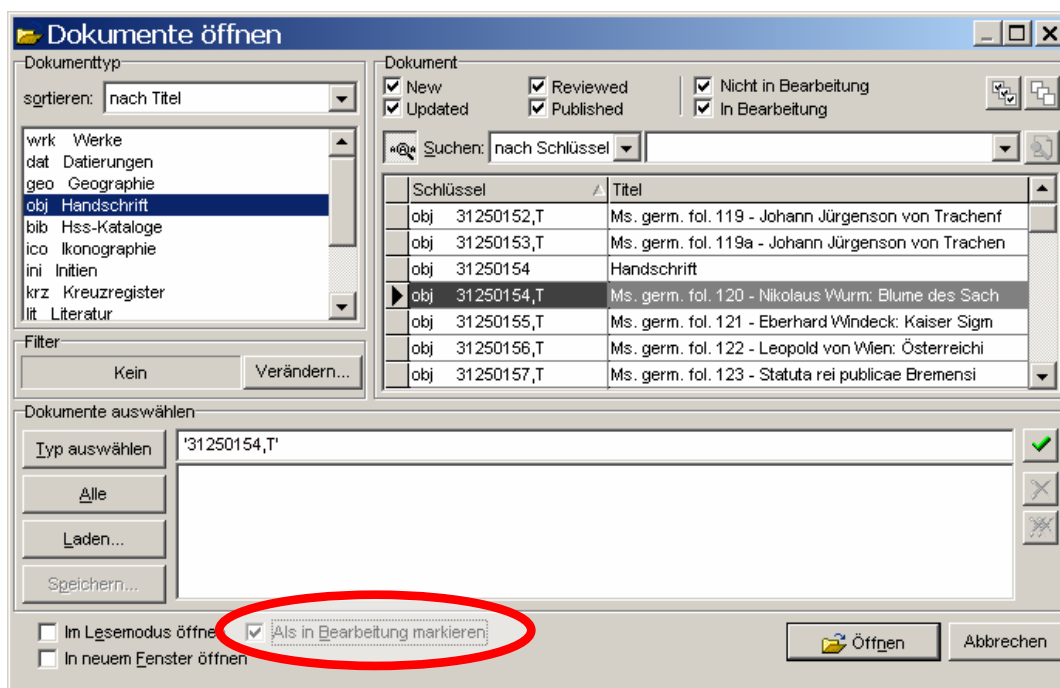 Dokumente öffnen
Dokumenttyp
sortieren: nach Titel
wrk Werke
dat Datierungen
geo Geographie
obj Handschrift
bib Hss-Kataloge
ico Ikonographie
ini Initien
krz Kreuzregister
lit Literatur
Filter
Kein Verändern...
Dokument
New Reviewed Nicht in Bearbeitung
Updated Published In Bearbeitung
Suchen: nach Schlüssel
Schlüssel Titel
obj 31250152,T Ms. germ. fol. 119 - Johann Jürgenson von Trachenf
obj 31250153,T Ms. germ. fol. 119a - Johann Jürgenson von Trachen
obj 31250154 Handschrift
obj 31250154,T Ms. germ. fol. 120 - Nikolaus Wurm: Blume des Sach
obj 31250155,T Ms. germ. fol. 121 - Eberhard Windeck: Kaiser Sigm
obj 31250156,T Ms. germ. fol. 122 - Leopold von Wien: Österreichi
obj 31250157,T Ms. germ. fol. 123 - Statuta rei publicae Bremensi
Dokumente auswählen
Typ auswählen '31250154,T'
Alle
Laden...
Speichern...
Im Lesemodus öffnen Als in Bearbeitung markieren
In neuem Fenster öffnen
Öffnen Abbrechen